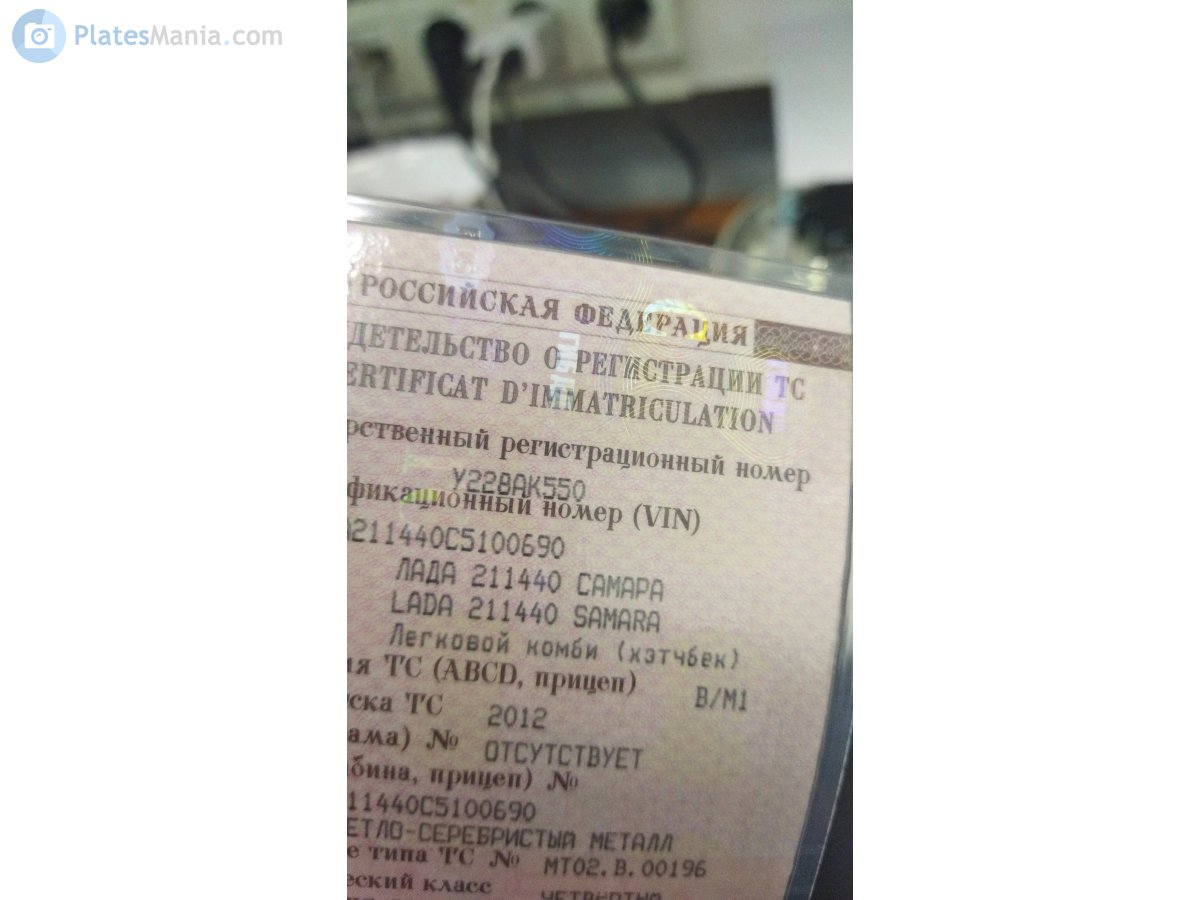 PlatesMania.com
РОССИЙСКАЯ ФЕДЕРАЦИЯ
ДЕТЕЛЬСТВО О РЕГИСТРАЦИИ ТС
ERTIFICAT D'IMMATRICULATION
рственный регистрационный номер
У228АК550
фикационный номер (VIN)
211440C5100690
ЛАДА 211440 САМАРА
LADA 211440 SAMARA
Легковой комби (хэтчбек)
ия ТС (ABCD, прицеп) B/M1
ска ТС 2012
ама) № ОТСУТСТВУЕТ
бина, прицеп) №
11440C5100690
ЕТЛО-СЕРЕБРИСТЫЙ МЕТАЛЛ
е типа ТС № МТ02.В.00196
еский класс ЧЕТВЕРТЫЙ